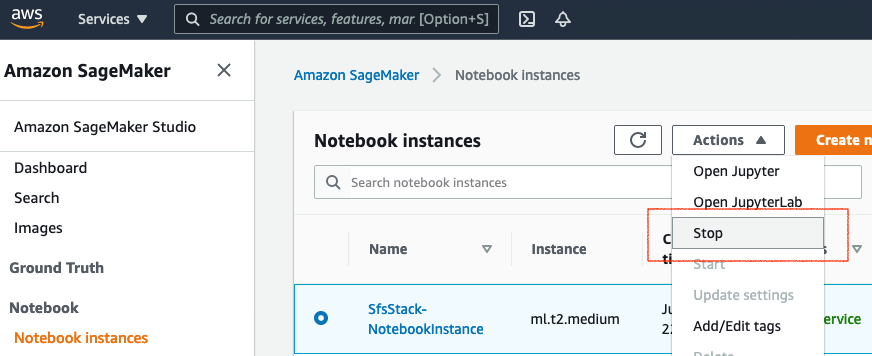 aws
Services
Search for services, features, mar [Option+S]
Amazon SageMaker
Amazon SageMaker Studio
Dashboard
Search
Images
Ground Truth
Notebook
Notebook instances
Amazon SageMaker
Notebook instances
Notebook instances
Actions
Create n
Search notebook instances
Open Jupyter
Open JupyterLab
Stop
Start
Update settings
Add/Edit tags
Delete
Name
Instance
SfsStack-
NotebookInstance
ml.t2.medium
Ju
22
ervice